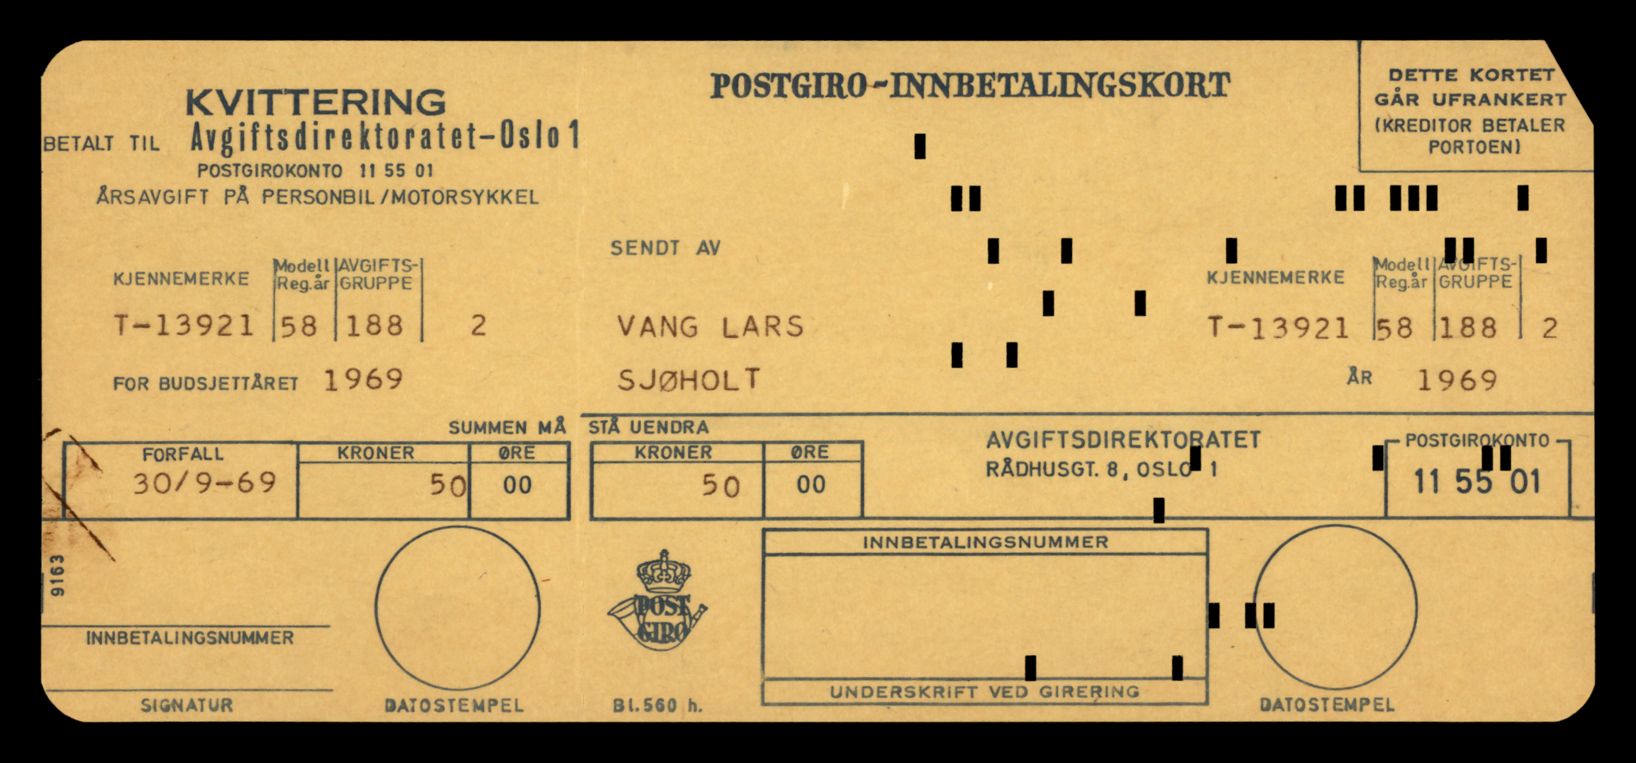 KVITTERING
BETALT TIL Avgiftsdirektoratet-Oslo 1
POSTGIROKONTO 11 55 01
ÅRSAVGIFT PÅ PERSONBIL/MOTORSYKKEL
KJENNEMERKE Modell Reg.år AVGIFTS-GRUPPE
T-13921 58 188 2
FOR BUDSJETTÅRET 1969
SUMMEN MÅ STÅ UENDRA
FORFALL KRONER ØRE
30/9-69 50 00
9163
INNBETALINGSNUMMER
SIGNATUR
DATOSTEMPEL
POSTGIRO-INNBETALINGSKORT
DETTE KORTET
GÅR UFRANKERT
(KREDITOR BETALER
PORTOEN)
SENDT AV
VANG LARS
SJØHOLT
KJENNEMERKE Modell Reg.år AVGIFTS-GRUPPE
T-13921 58 188 2
ÅR 1969
KRONER ØRE
50 00
AVGIFTSDIREKTORATET
RÅDHUSGT. 8, OSLO 1
POSTGIROKONTO
11 55 01
INNBETALINGSNUMMER
POST
GIRO
UNDERSKRIFT VED GIRERING
Bl.560 h.
DATOSTEMPEL